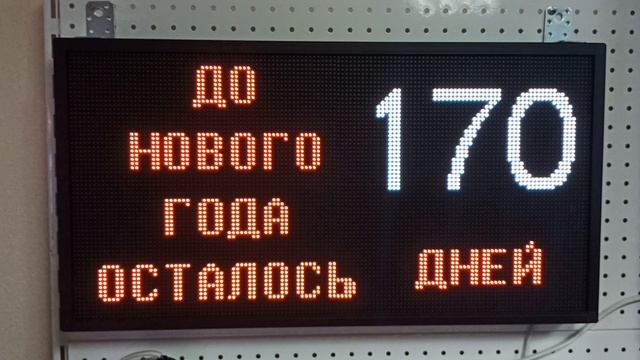 ДО
НОВОГО
ГОДА
ОСТАЛОСЬ
170
ДНЕЙ